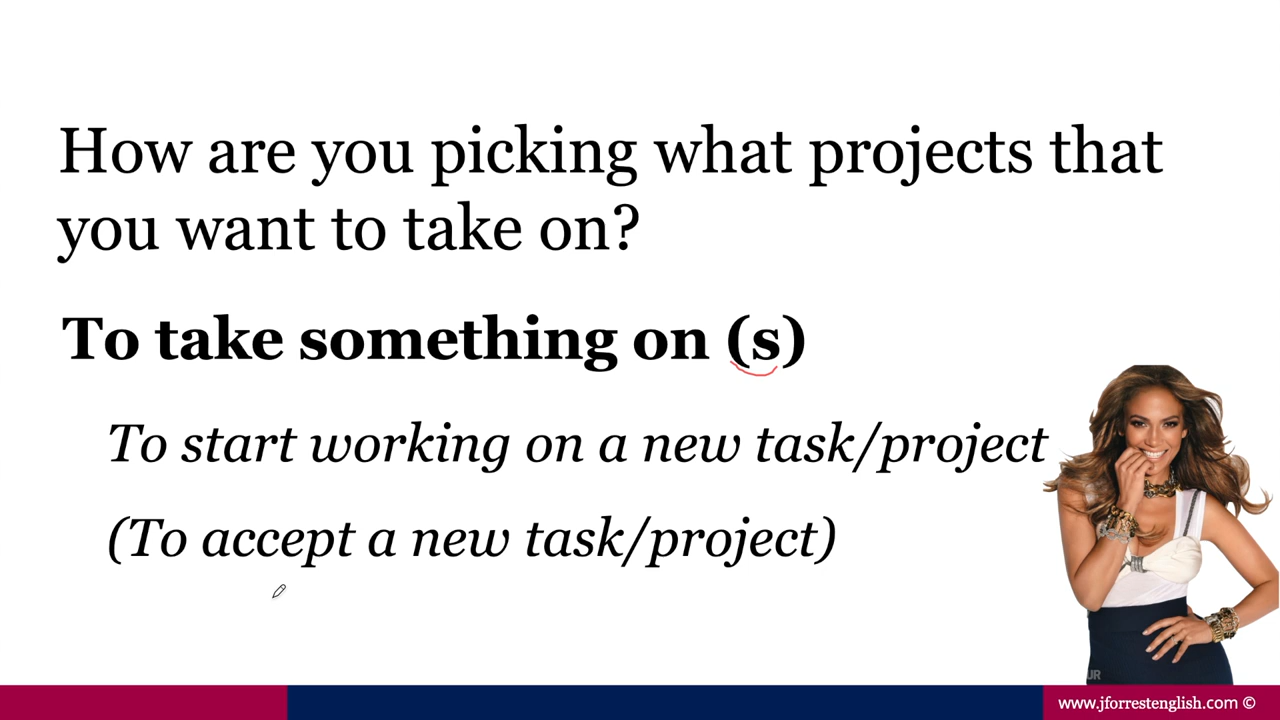 How are you picking what projects that
you want to take on?
To take something on (s)
To start working on a new task/project
(To accept a new task/project)
UR
www.jforrestenglish.com ©